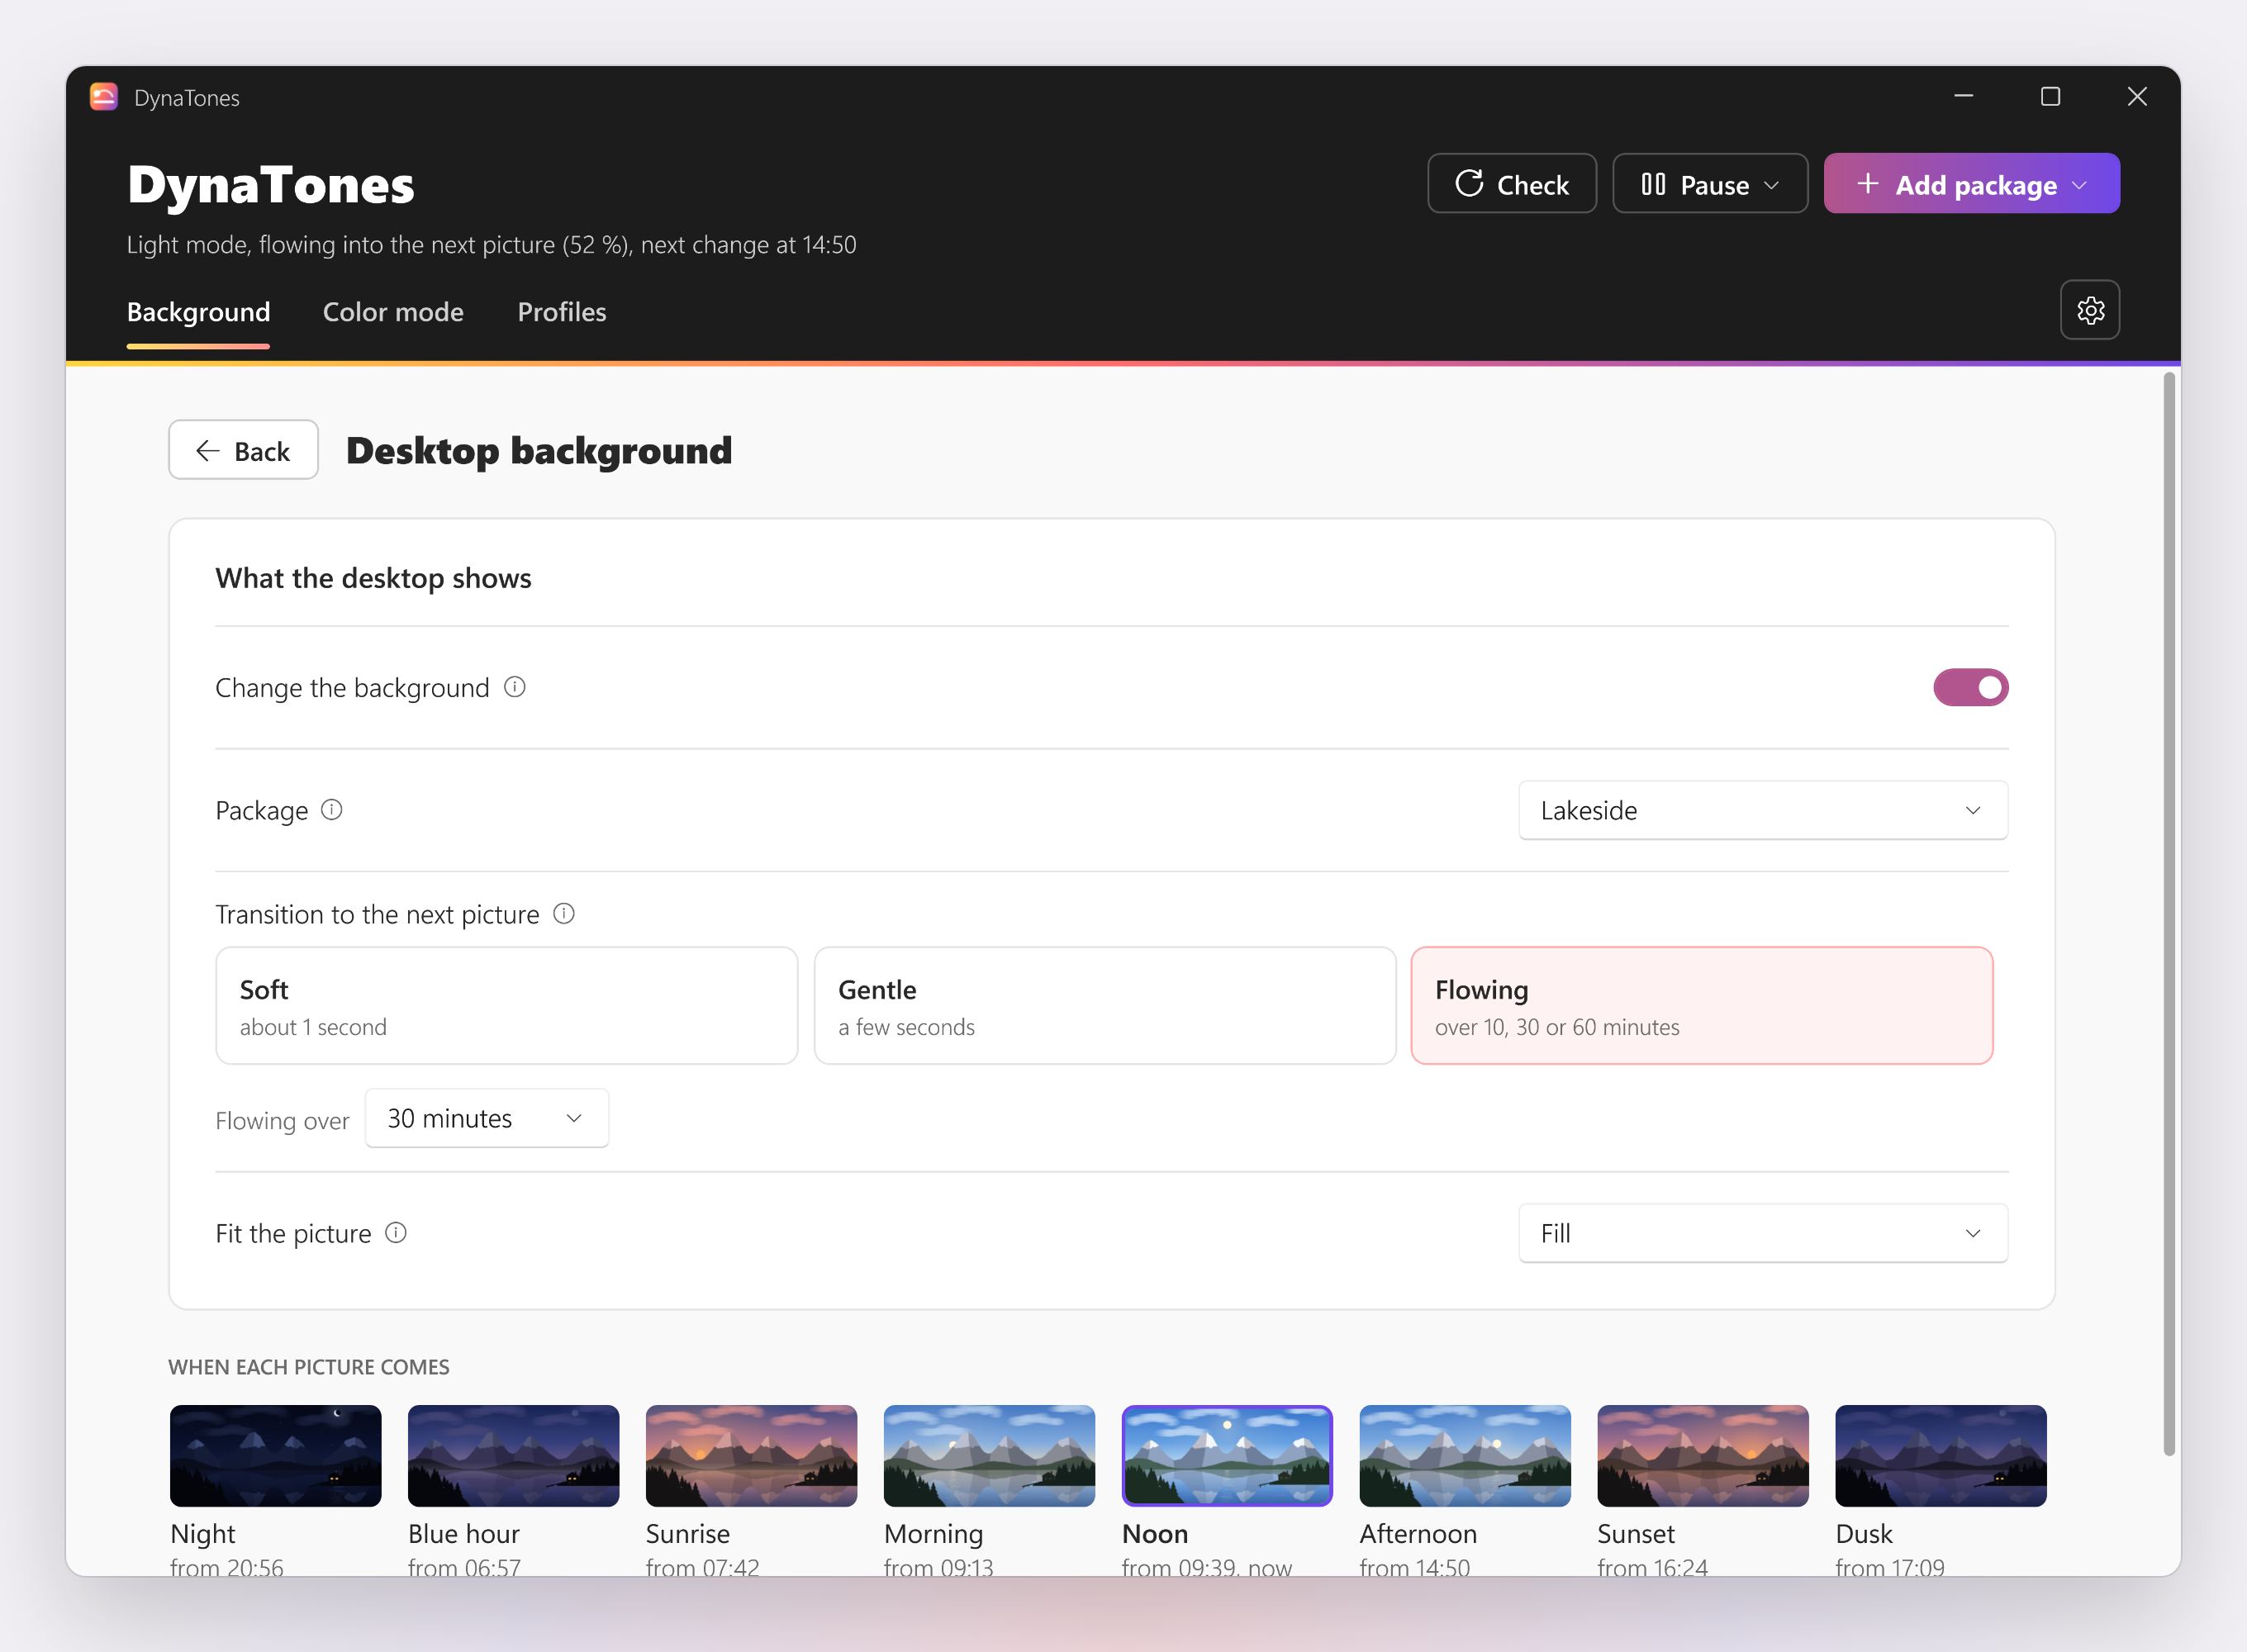 DynaTones
DynaTones
Check
Pause
Add package
Light mode, flowing into the next picture (52 %), next change at 14:50
Background
Color mode
Profiles
Back
Desktop background
What the desktop shows
Change the background
Package
Lakeside
Transition to the next picture
Soft
about 1 second
Gentle
a few seconds
Flowing
over 10, 30 or 60 minutes
Flowing over
30 minutes
Fit the picture
Fill
WHEN EACH PICTURE COMES
Night
from 20:56
Blue hour
from 06:57
Sunrise
from 07:42
Morning
from 09:13
Noon
from 09:39, now
Afternoon
from 14:50
Sunset
from 16:24
Dusk
from 17:09